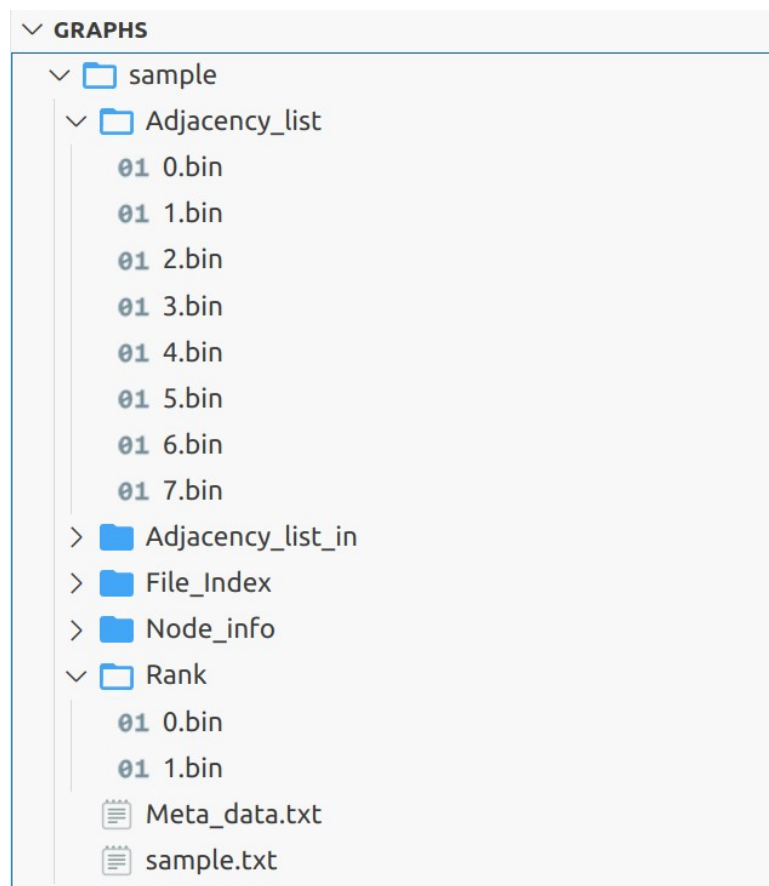 GRAPHS
sample
Adjacency_list
01 0.bin
01 1.bin
01 2.bin
01 3.bin
01 4.bin
01 5.bin
01 6.bin
01 7.bin
Adjacency_list_in
File_Index
Node_info
Rank
01 0.bin
01 1.bin
Meta_data.txt
sample.txt